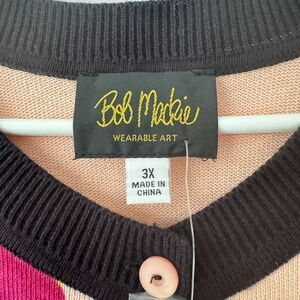 Bob Mackie
WEARABLE ART
3X
MADE IN
CHINA